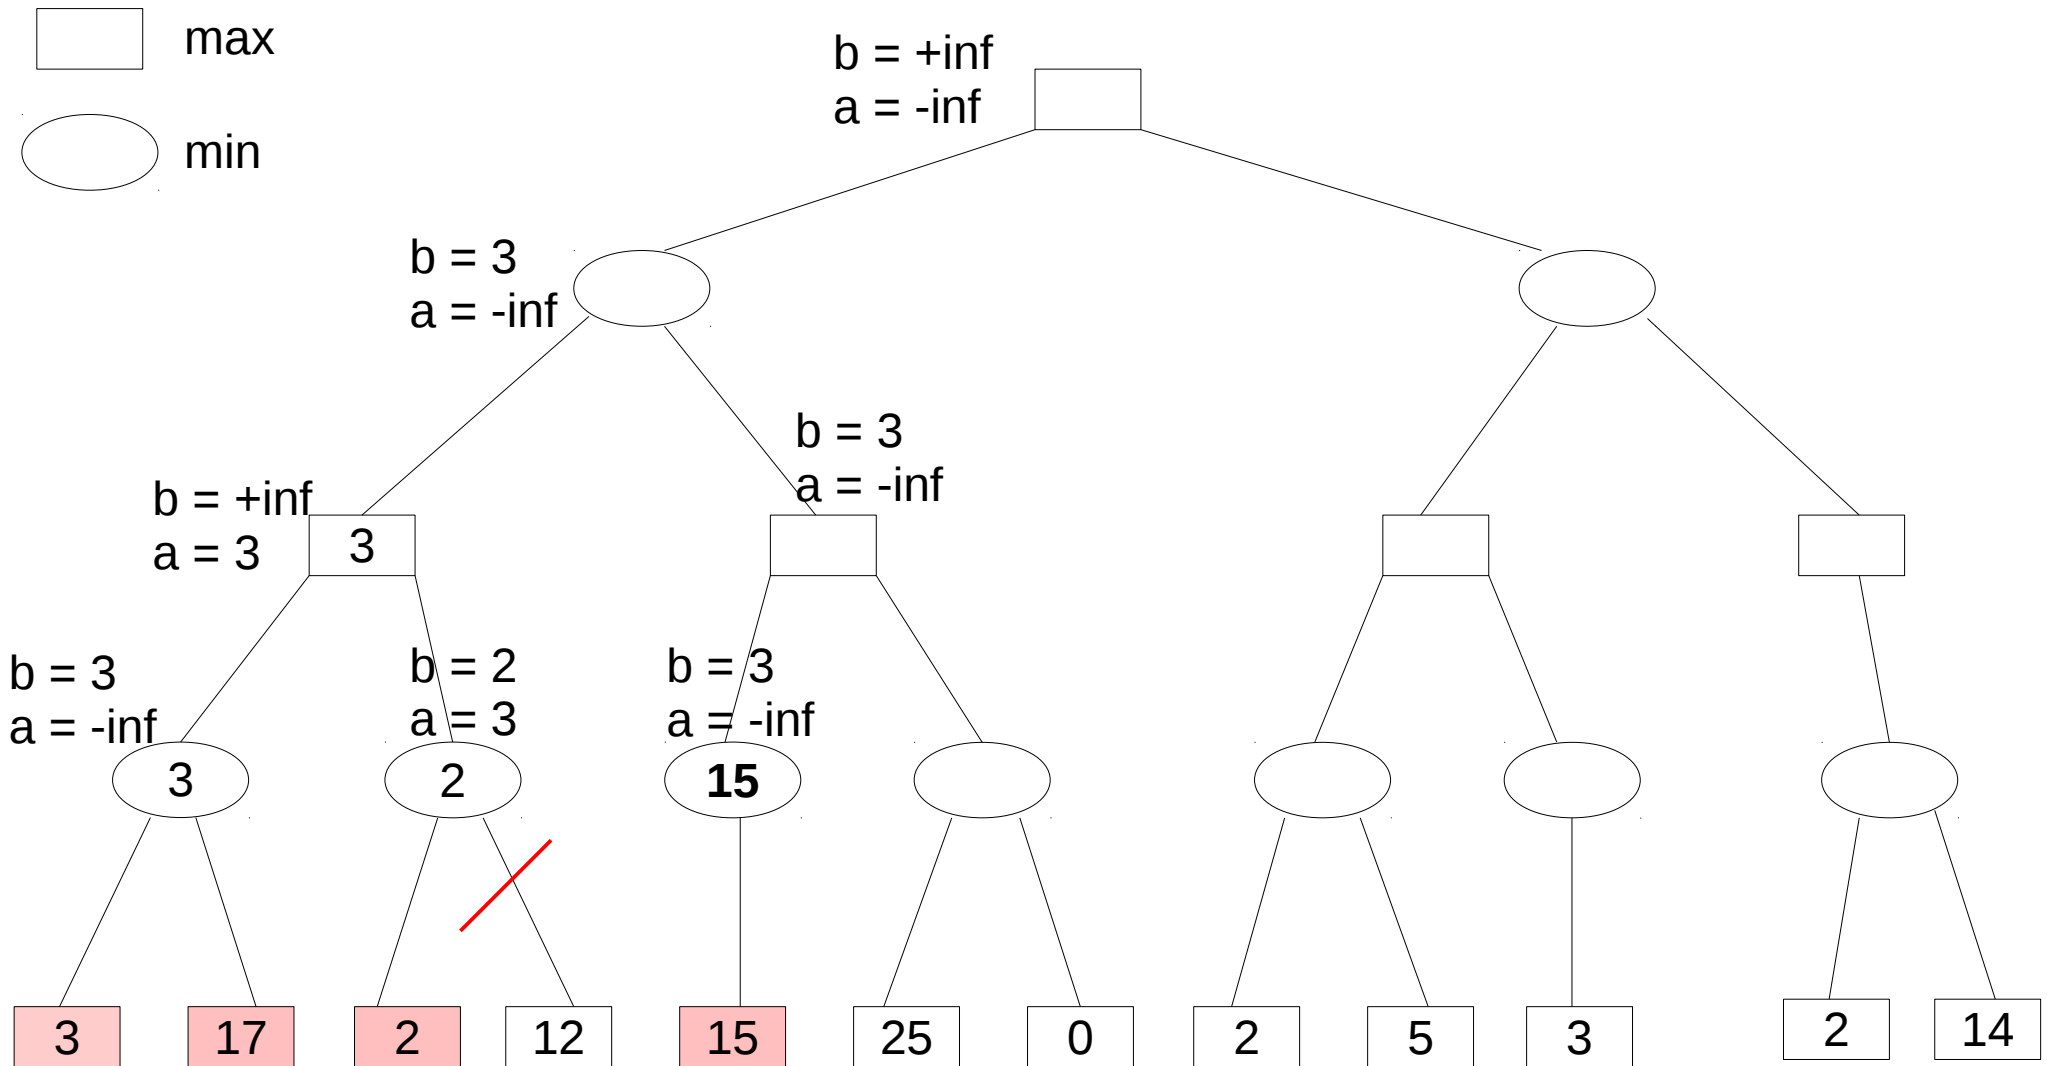 max
min
b = +inf
a = -inf
b = 3
a = -inf
b = 3
a = -inf
b = +inf
a = 3
3
b = 3
a = -inf
b = 2
a = 3
b = 3
a = -inf
3
2
15
3
17
2
12
15
25
0
2
5
3
2
14